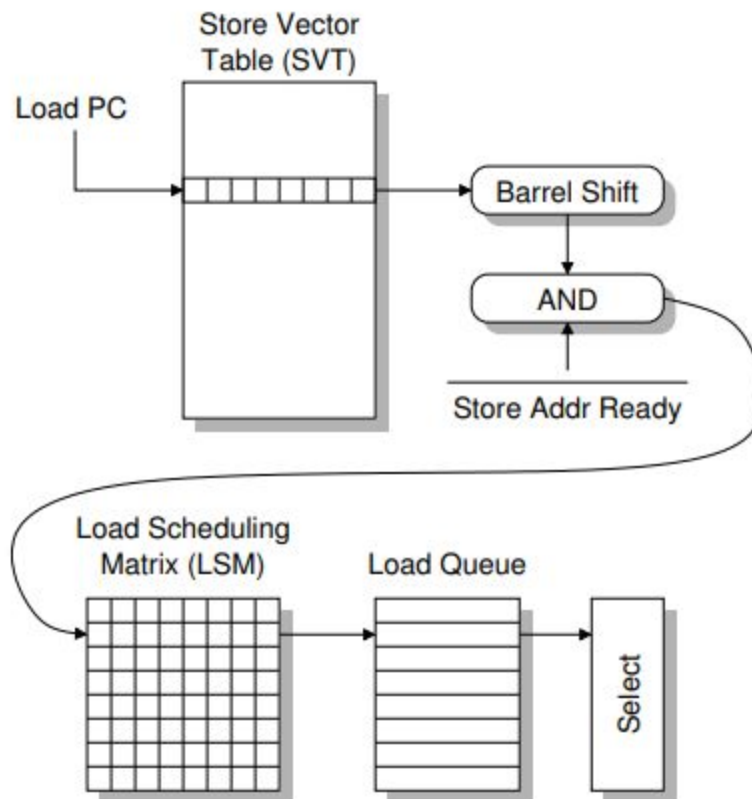 Store Vector
Table (SVT)
Load PC
Barrel Shift
AND
Store Addr Ready
Load Scheduling
Matrix (LSM)
Load Queue
Select